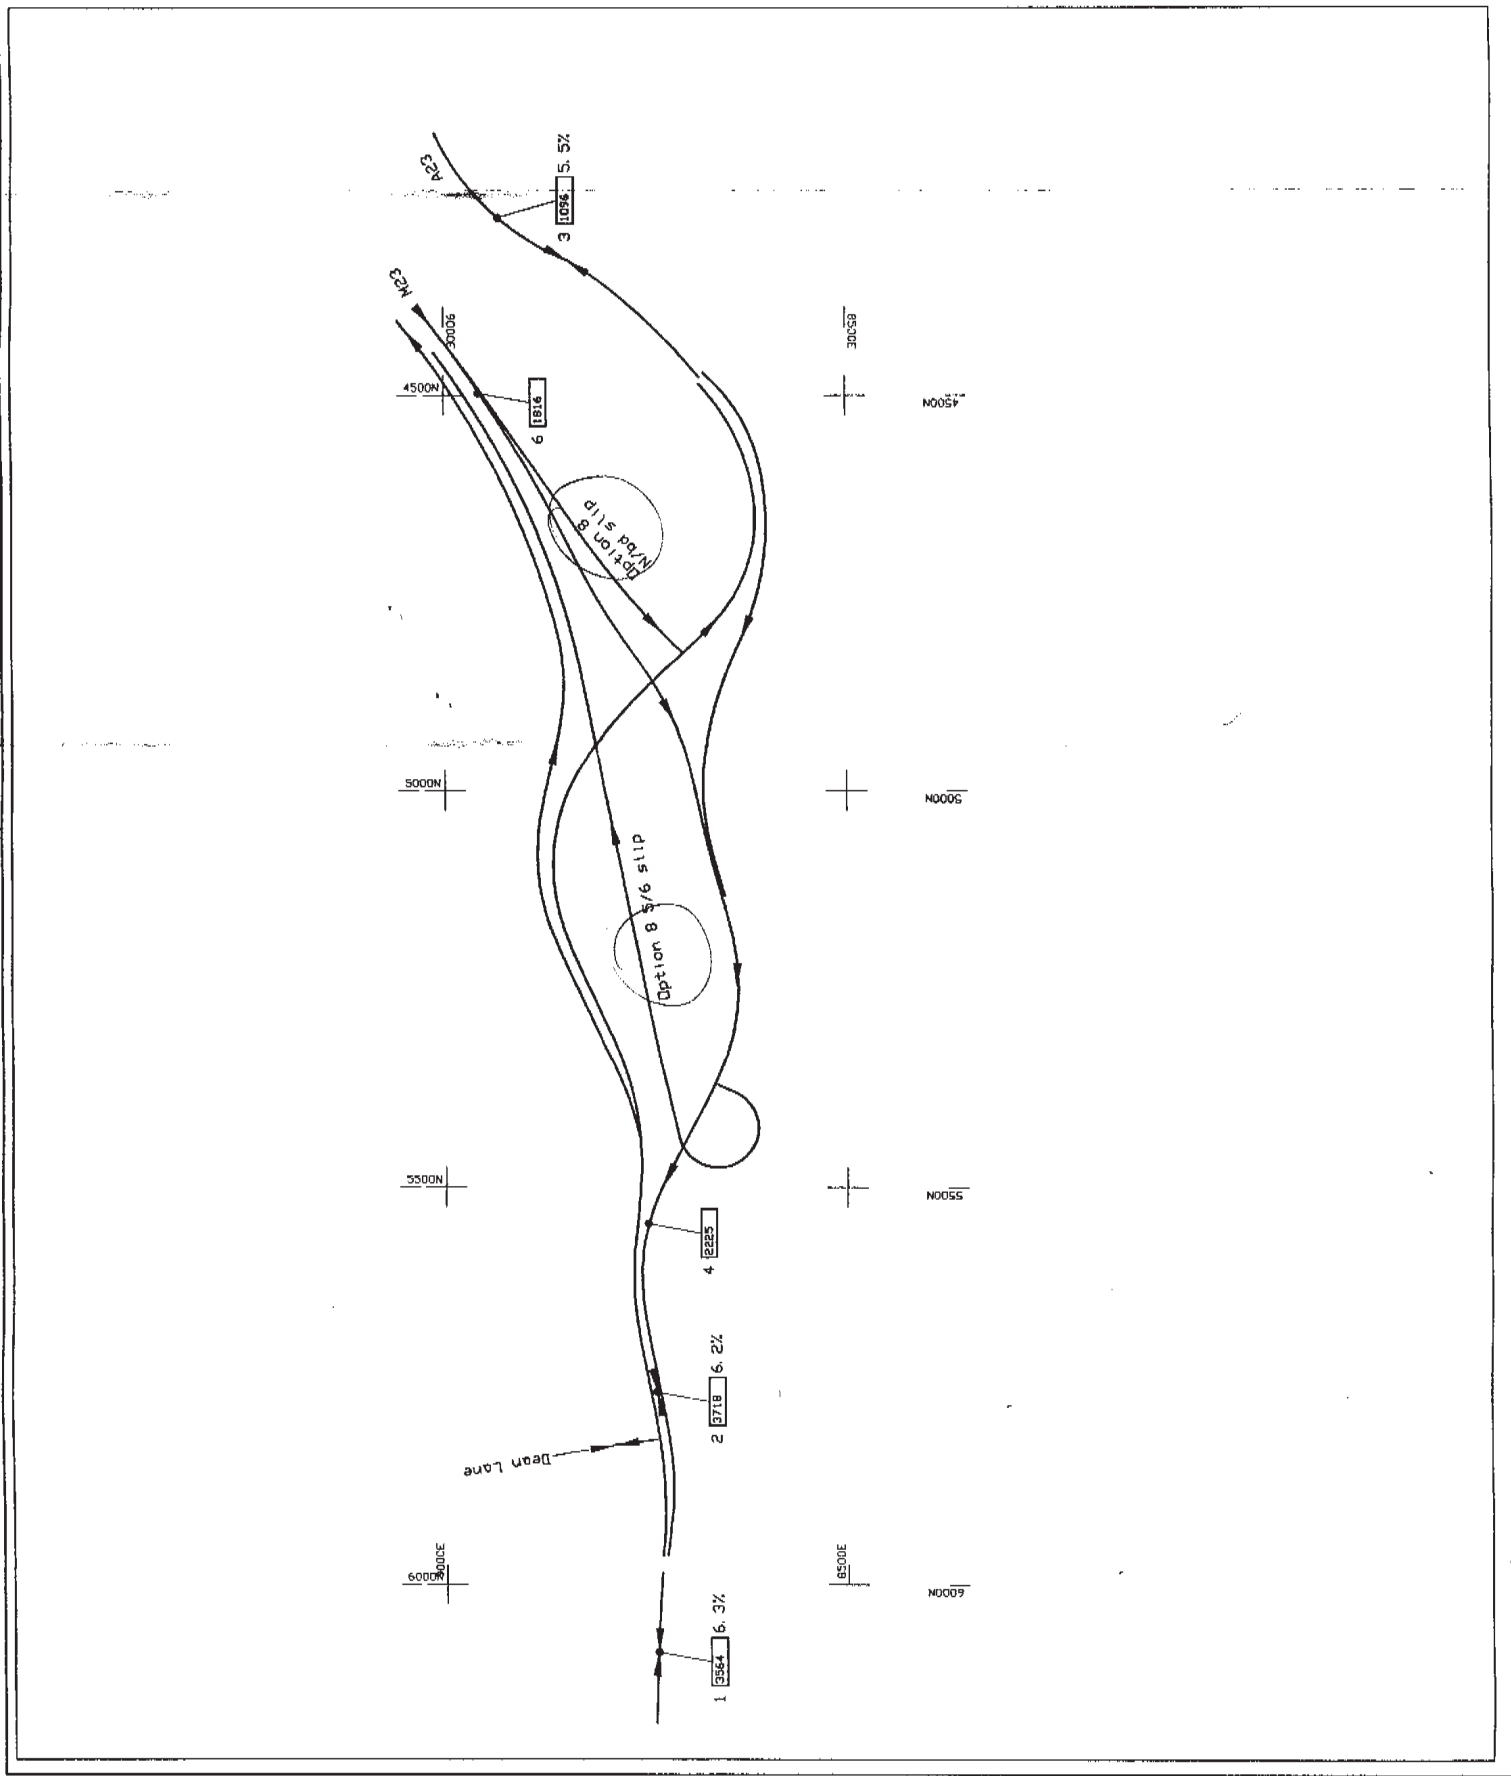 A23
3 1096 5.5%
M23
9000E
4500N
8500E
4500N
6 1816
Option 8
N/bd slip
5000N
5000N
Option 8 S/B slip
5500N
5500N
4 2225
2 3718 6.2%
Dean Lane
6000N
9000E
8500E
6000N
1 3564 6.3%